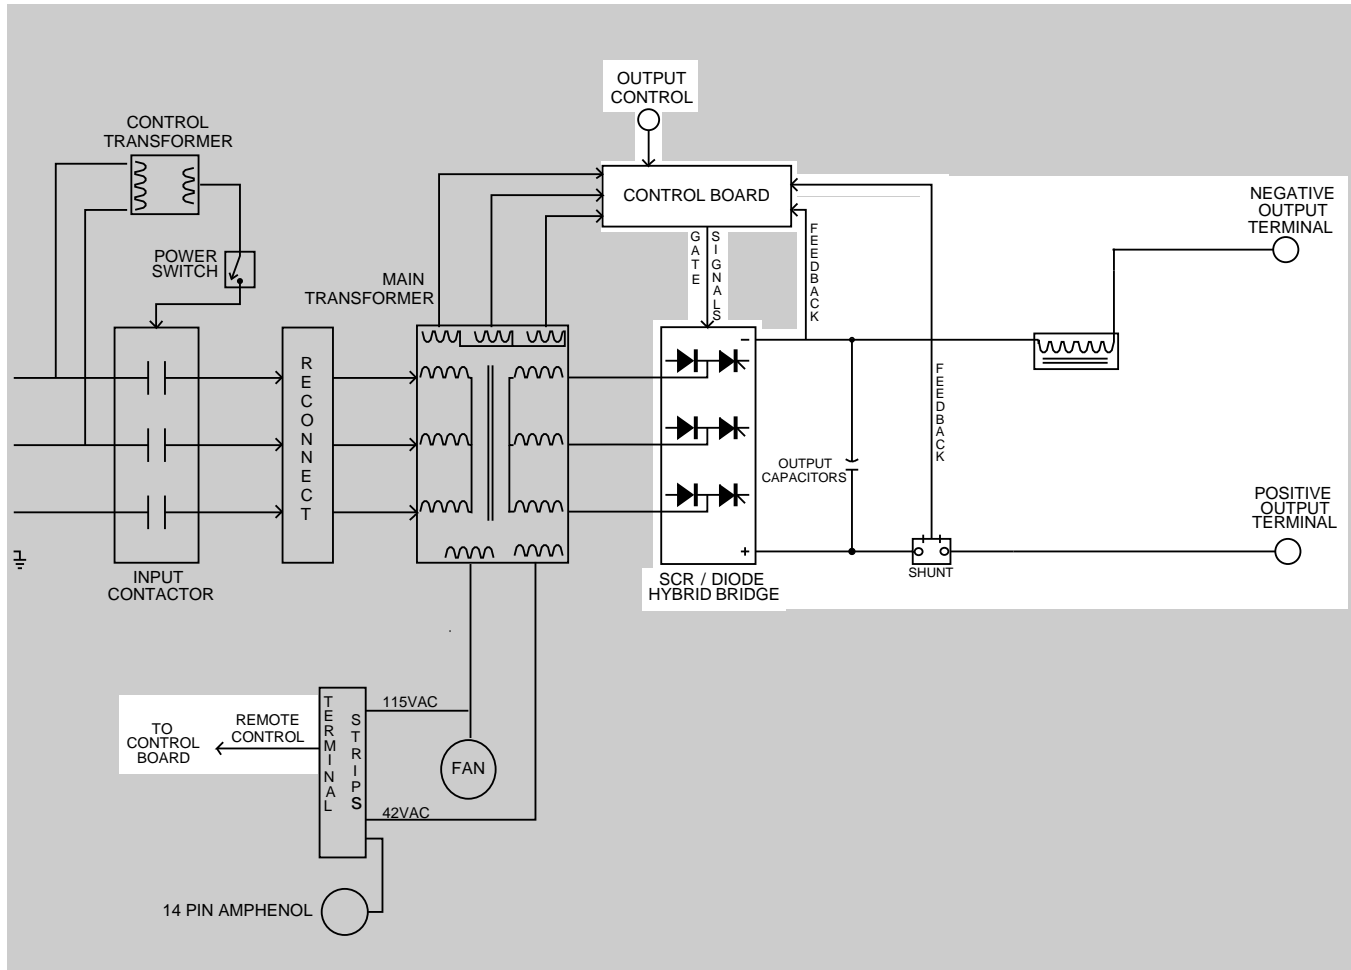 OUTPUT
CONTROL
CONTROL
TRANSFORMER
CONTROL BOARD
NEGATIVE
OUTPUT
TERMINAL
POWER
SWITCH
MAIN
TRANSFORMER
GATE
SIGNALS
FEEDBACK
RECONNECT
−
FEEDBACK
OUTPUT
CAPACITORS
POSITIVE
OUTPUT
TERMINAL
+
SHUNT
INPUT
CONTACTOR
SCR / DIODE
HYBRID BRIDGE
TERMINAL
STRIPS
115VAC
REMOTE
CONTROL
TO
CONTROL
BOARD
FAN
42VAC
14 PIN AMPHENOL